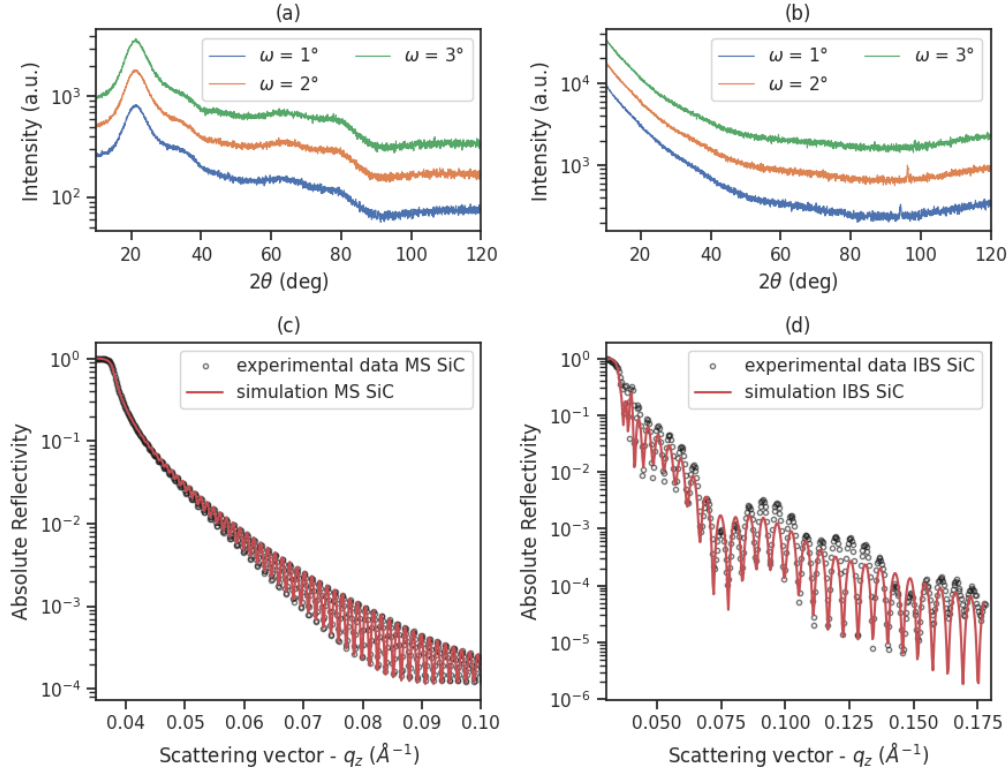 (a)
10³
10²
Intensity (a.u.)
ω = 1°
ω = 2°
ω = 3°
20 40 60 80 100 120
2θ (deg)
(b)
10⁴
10³
Intensity (a.u.)
ω = 1°
ω = 2°
ω = 3°
20 40 60 80 100 120
2θ (deg)
(c)
10⁰
10⁻¹
10⁻²
10⁻³
10⁻⁴
Absolute Reflectivity
experimental data MS SiC
simulation MS SiC
0.04 0.05 0.06 0.07 0.08 0.09 0.10
Scattering vector - q_z (Å⁻¹)
(d)
10⁰
10⁻¹
10⁻²
10⁻³
10⁻⁴
10⁻⁵
10⁻⁶
Absolute Reflectivity
experimental data IBS SiC
simulation IBS SiC
0.050 0.075 0.100 0.125 0.150 0.175
Scattering vector - q_z (Å⁻¹)